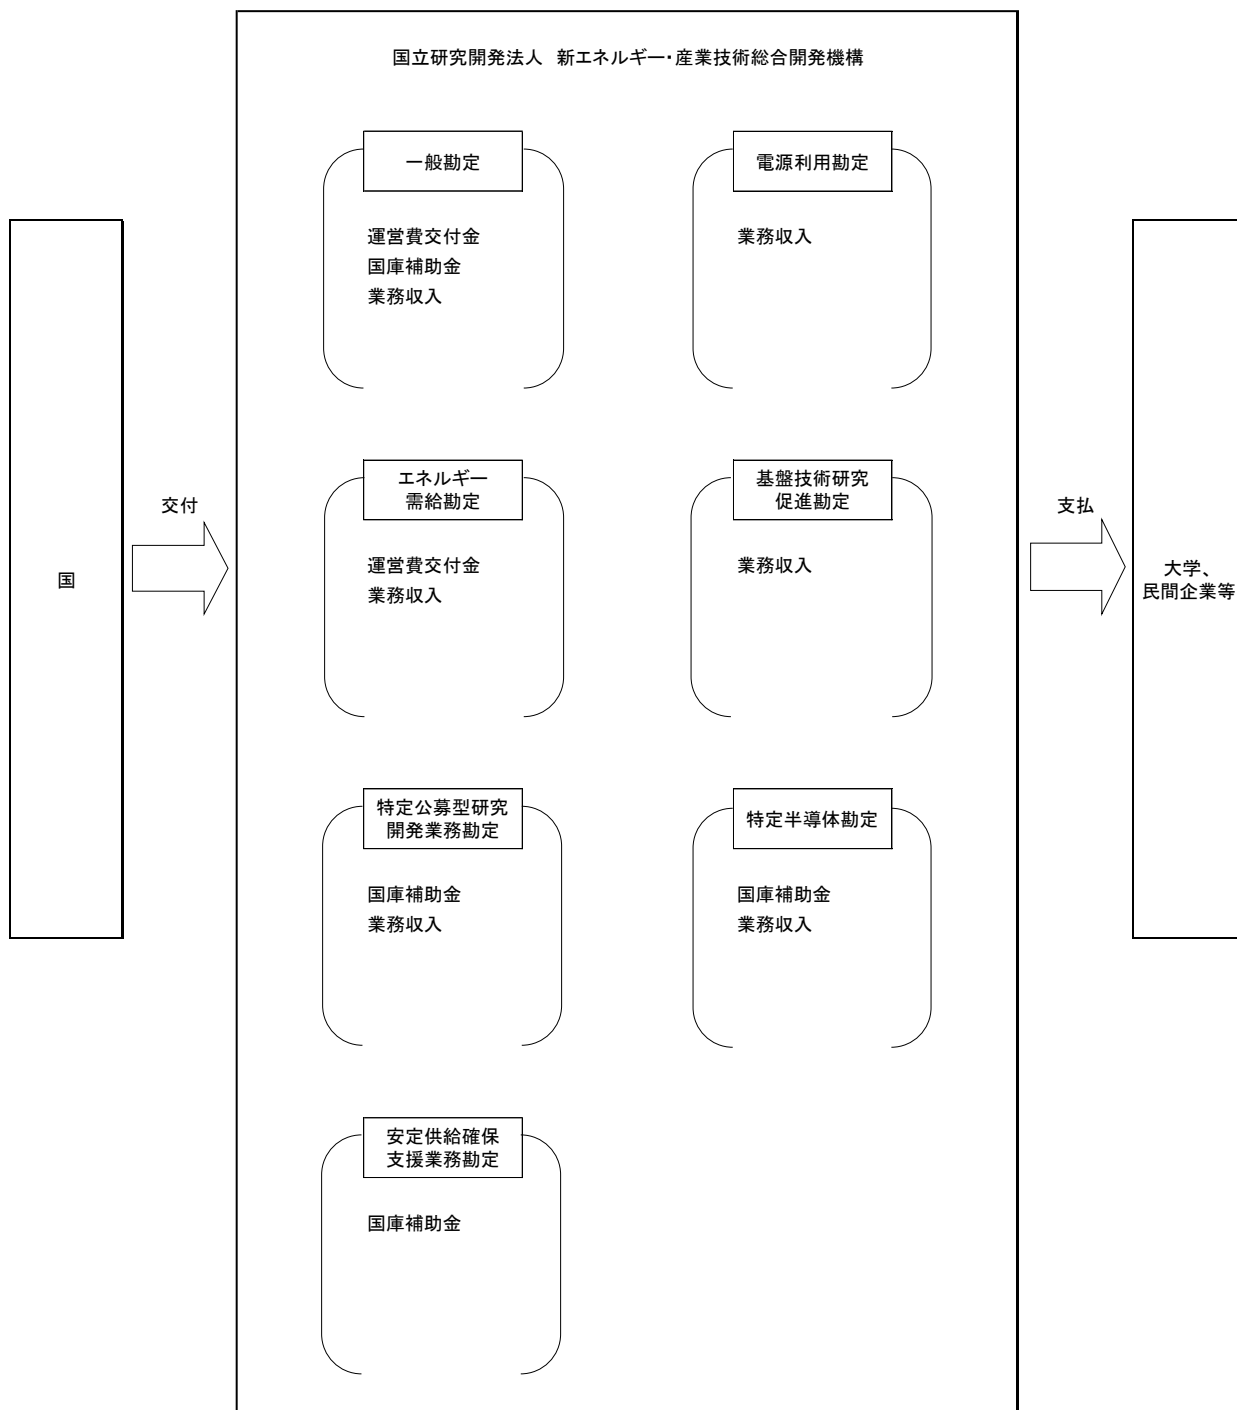 国立研究開発法人 新エネルギー・産業技術総合開発機構
国
交付
一般勘定
運営費交付金
国庫補助金
業務収入
電源利用勘定
業務収入
エネルギー
需給勘定
運営費交付金
業務収入
基盤技術研究
促進勘定
業務収入
特定公募型研究
開発業務勘定
国庫補助金
業務収入
特定半導体勘定
国庫補助金
業務収入
安定供給確保
支援業務勘定
国庫補助金
支払
大学、
民間企業等